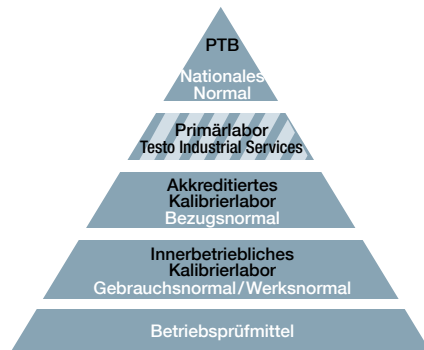 PTB
Nationales
Normal
Primärlabor
Testo Industrial Services
Akkreditiertes
Kalibrierlabor
Bezugsnormal
Innerbetriebliches
Kalibrierlabor
Gebrauchsnormal/Werksnormal
Betriebsprüfmittel